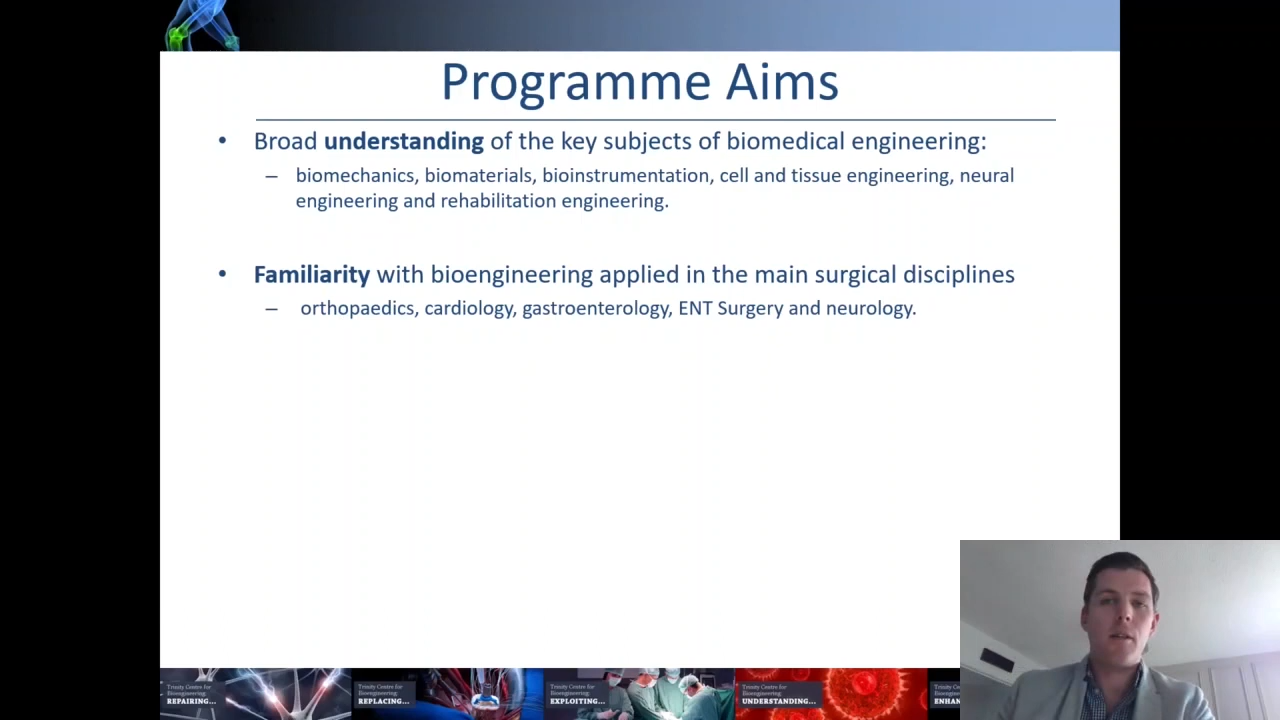 Programme Aims
• Broad understanding of the key subjects of biomedical engineering:
– biomechanics, biomaterials, bioinstrumentation, cell and tissue engineering, neural
engineering and rehabilitation engineering.
• Familiarity with bioengineering applied in the main surgical disciplines
– orthopaedics, cardiology, gastroenterology, ENT Surgery and neurology.
Trinity Centre for
Bioengineering
REPAIRING...
Trinity Centre for
Bioengineering
REPLACING...
Trinity Centre for
Bioengineering
EXPLOITING...
Trinity Centre for
Bioengineering
UNDERSTANDING...
Trinity Ce
Bioengine
ENHAN